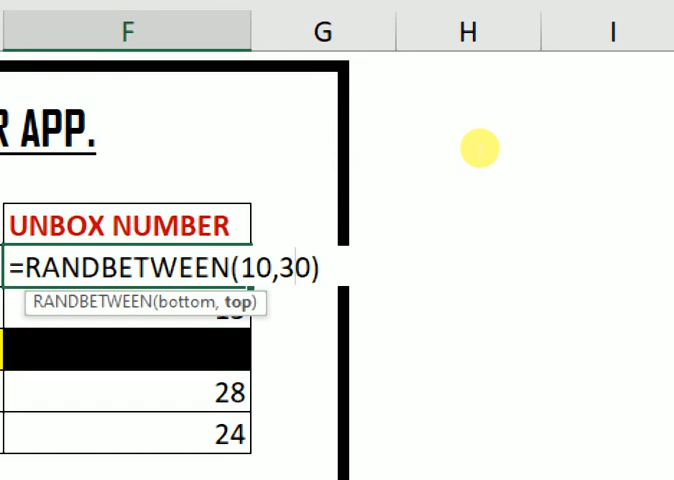 F G H I
R APP.
UNBOX NUMBER
=RANDBETWEEN(10,30)
RANDBETWEEN(bottom, top)
28
24